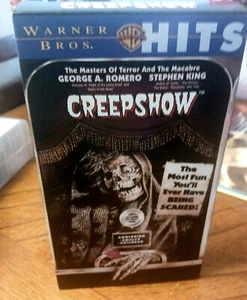 WARNER BROS. WB HITS
The Masters Of Terror And The Macabre
GEORGE A. ROMERO STEPHEN KING
CREEPSHOW
The Most
Fun
You'll
Ever Have
BEING
SCARED!